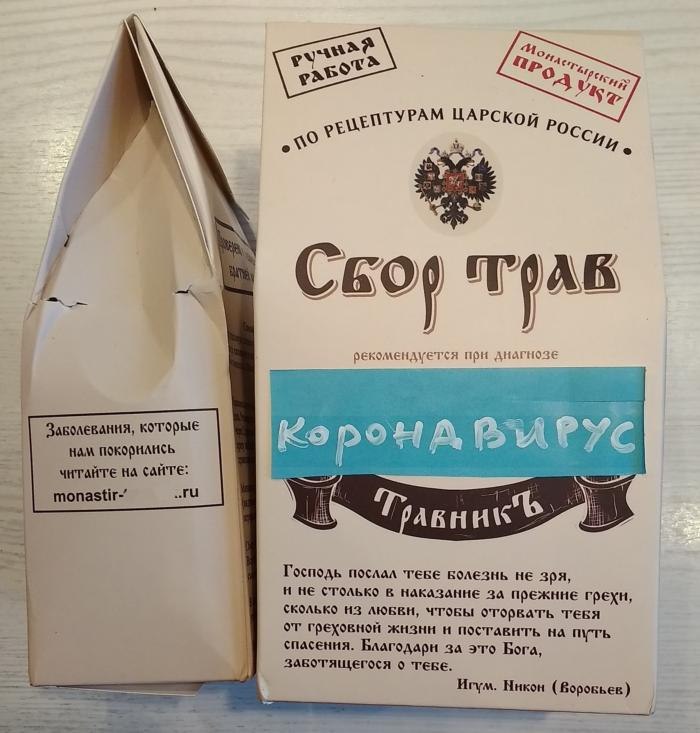 Заболевания, которые
нам покорились
читайте на сайте:
monastir- ..ru
РУЧНАЯ
РАБОТА
Монастырский
ПРОДУКТ
• ПО РЕЦЕПТУРАМ ЦАРСКОЙ РОССИИ •
Сбор трав
рекомендуется при диагнозе
КОРОНАВИРУС
ТравникЪ
Господь послал тебе болезнь не зря,
и не столько в наказание за прежние грехи,
сколько из любви, чтобы оторвать тебя
от греховной жизни и поставить на путь
спасения. Благодари за это Бога,
заботящегося о тебе.
Игум. Никон (Воробьев)